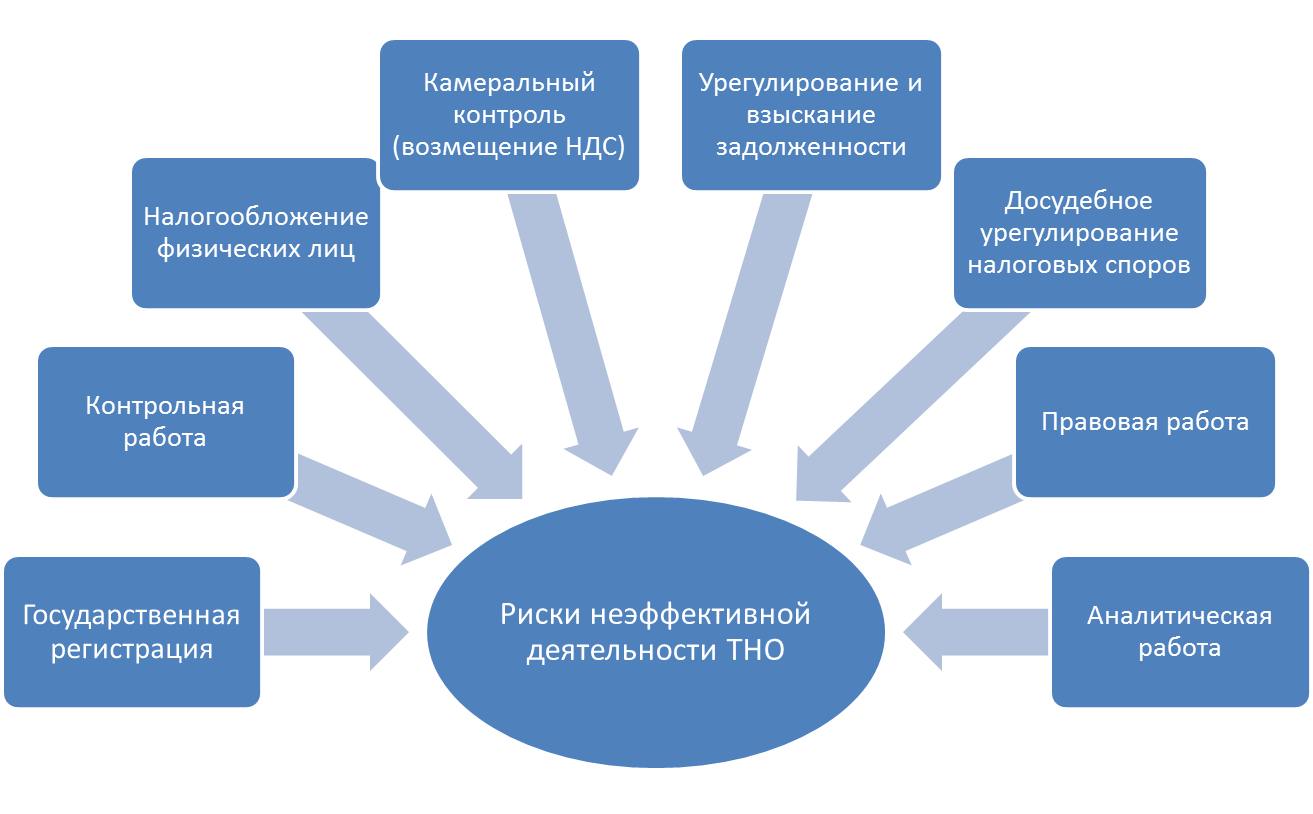 Камеральный
контроль
(возмещение НДС)
Урегулирование и
взыскание
задолженности
Налогообложение
физических лиц
Досудебное
урегулирование
налоговых споров
Контрольная
работа
Правовая работа
Государственная
регистрация
Риски неэффективной
деятельности ТНО
Аналитическая
работа